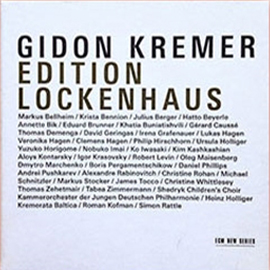 GIDON KREMER
EDITION
LOCKENHAUS
Markus Bellheim / Krista Bennion / Julius Berger / Hatto Beyerle
Annette Bik / Eduard Brunner / Khatia Buniatishvili / Gérard Caussé
Thomas Demenga / David Geringas / Irena Grafenauer / Lukas Hagen
Veronika Hagen / Clemens Hagen / Philip Hirschhorn / Ursula Holliger
Yuzuko Horigome / Nobuko Imai / Ko Iwasaki / Kim Kashkashian
Aloys Kontarsky / Igor Krasovsky / Robert Levin / Oleg Maisenberg
Dmytro Marchenko / Boris Pergamentschikow / Daniel Phillips
Andrei Pushkarev / Alexandre Rabinovitch / Christine Rohan / Michael
Schnitzler / Markus Stocker / James Tocco / Christine Whittlesey
Thomas Zehetmair / Tabea Zimmermann / Shedryk Children's Choir
Kammerorchester der Jungen Deutschen Philharmonie / Heinz Holliger
Kremerata Baltica / Roman Kofman / Simon Rattle
ECM NEW SERIES